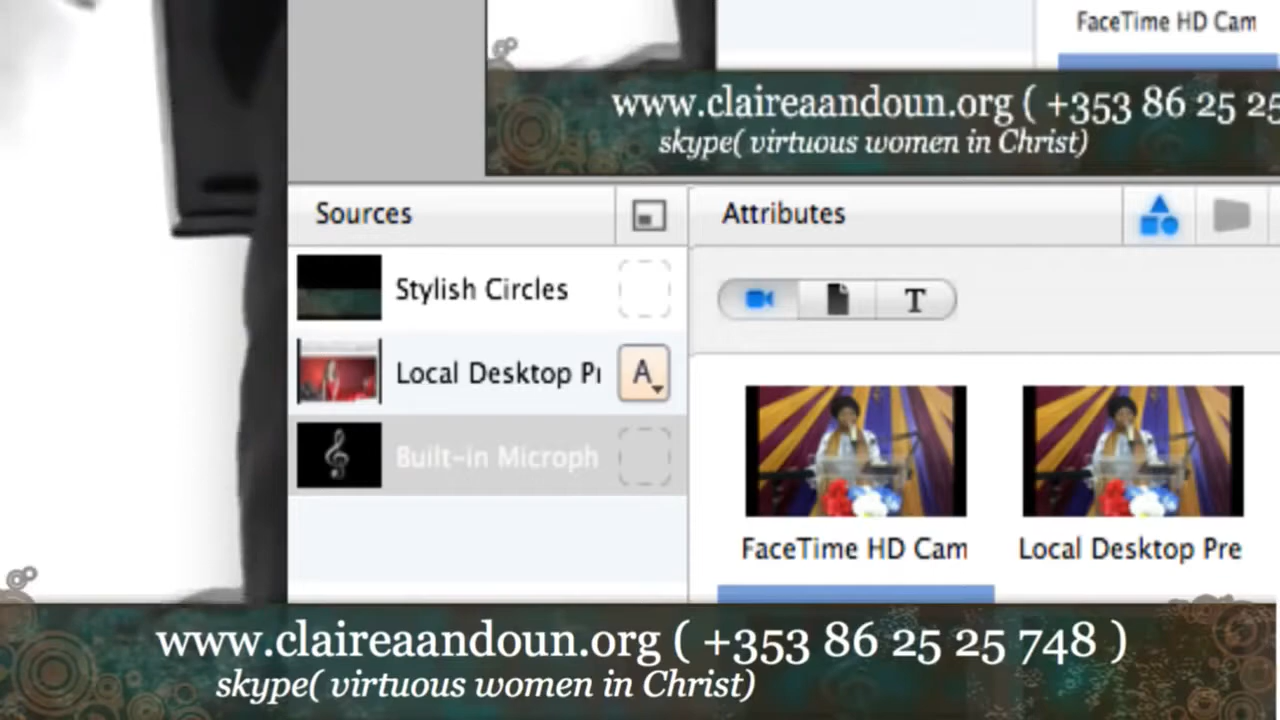 FaceTime HD Cam
www.claireaandoun.org ( +353 86 25 25
skype( virtuous women in Christ)
Sources
Attributes
T
Stylish Circles
Local Desktop Pr
A
Built-in Microph
FaceTime HD Cam
Local Desktop Pre
www.claireaandoun.org ( +353 86 25 25 748 )
skype( virtuous women in Christ)